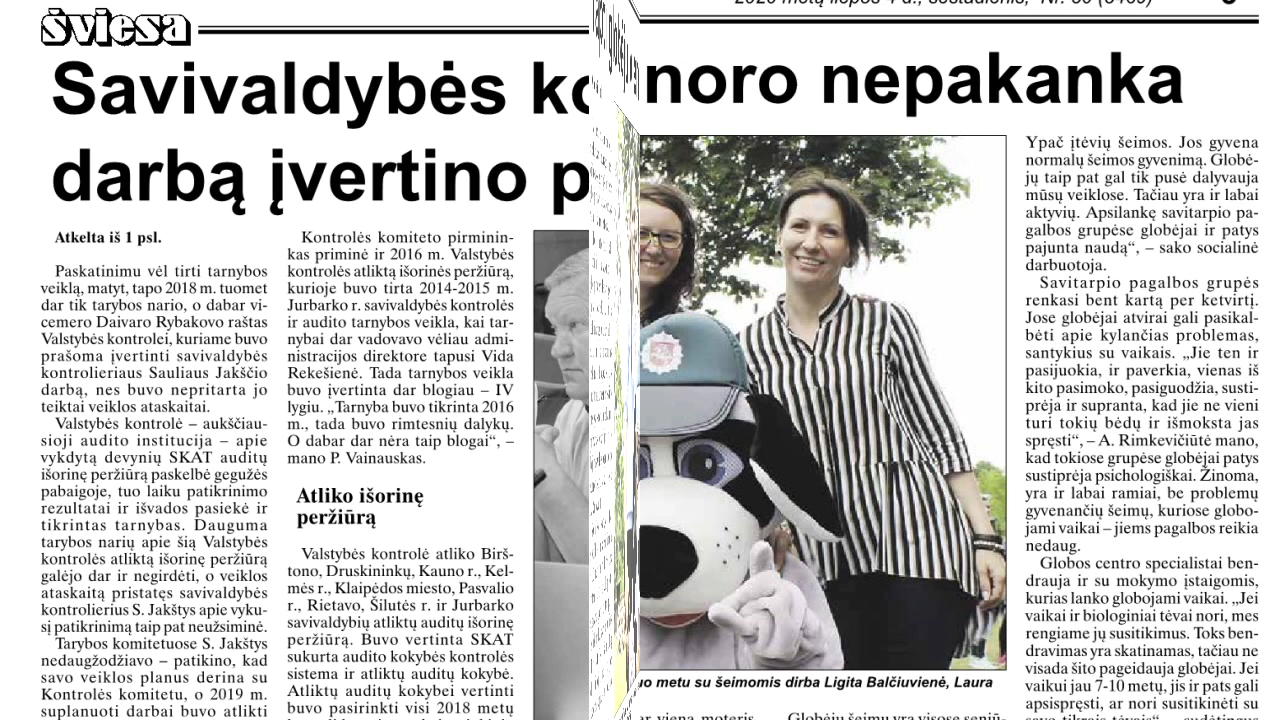 šviesa
Savivaldybės ko
darbą įvertino p
Atkelta iš 1 psl.
Paskatinimu vėl tirti tarnybos
veiklą, matyt, tapo 2018 m. tuomet
dar tik tarybos nario, o dabar vi-
cemero Daivaro Rybakovo raštas
Valstybės kontrolei, kuriame buvo
prašoma įvertinti savivaldybės
kontrolieriaus Sauliaus Jakščio
darbą, nes buvo nepritarta jo
teiktai veiklos ataskaitai.
Valstybės kontrolė – aukščiau-
sioji audito institucija – apie
vykdytą devynių SKAT auditų
išorinę peržiūrą paskelbė gegužės
pabaigoje, tuo laiku patikrinimo
rezultatai ir išvados pasiekė ir
tikrintas tarnybas. Dauguma
tarybos narių apie šią Valstybės
kontrolės atliktą išorinę peržiūrą
galėjo dar ir negirdėti, o veiklos
ataskaitą pristatęs savivaldybės
kontrolierius S. Jakštys apie vyku-
sį patikrinimą taip pat neužsiminė.
Tarybos komitetuose S. Jakštys
nedaugžodžiavo – patikino, kad
savo veiklos planus derina su
Kontrolės komitetu, o 2019 m.
suplanuoti darbai buvo atlikti
Kontrolės komiteto pirminin-
kas priminė ir 2016 m. Valstybės
kontrolės atliktą išorinės peržiūrą,
kurioje buvo tirta 2014-2015 m.
Jurbarko r. savivaldybės kontrolės
ir audito tarnybos veikla, kai tar-
nybai dar vadovavo vėliau admi-
nistracijos direktore tapusi Vida
Rekešienė. Tada tarnybos veikla
buvo įvertinta dar blogiau – IV
lygiu. „Tarnyba buvo tikrinta 2016
m., tada buvo rimtesnių dalykų.
O dabar dar nėra taip blogai“, –
mano P. Vainauskas.
Atliko išorinę
peržiūrą
Valstybės kontrolė atliko Birš-
tono, Druskininkų, Kauno r., Kel-
mės r., Klaipėdos miesto, Pasvalio
r., Rietavo, Šilutės r. ir Jurbarko
savivaldybių atliktų auditų išorinę
peržiūrą. Buvo vertinta SKAT
sukurta audito kokybės kontrolės
sistema ir atliktų auditų kokybė.
Atliktų auditų kokybei vertinti
buvo pasirinkti visi 2018 metų
noro nepakanka
uo metu su šeimomis dirba Ligita Balčiuvienė, Laura
ar viena moteris
Globėjų šeimų yra visose seniū-
Ypač įtėvių šeimos. Jos gyvena
normalų šeimos gyvenimą. Globė-
jų taip pat gal tik pusė dalyvauja
mūsų veiklose. Tačiau yra ir labai
aktyvių. Apsilankę savitarpio pa-
galbos grupėse globėjai ir patys
pajunta naudą“, – sako socialinė
darbuotoja.
Savitarpio pagalbos grupės
renkasi bent kartą per ketvirtį.
Jose globėjai atvirai gali pasikal-
bėti apie kylančias problemas,
santykius su vaikais. „Jie ten ir
pasijuokia, ir paverkia, vienas iš
kito pasimoko, pasiguodžia, susti-
prėja ir supranta, kad jie ne vieni
turi tokių bėdų ir išmoksta jas
spręsti“, – A. Rimkevičiūtė mano,
kad tokiose grupėse globėjai patys
sustiprėja psichologiškai. Žinoma,
yra ir labai ramiai, be problemų
gyvenančių šeimų, kuriose globo-
jami vaikai – jiems pagalbos reikia
nedaug.
Globos centro specialistai ben-
drauja ir su mokymo įstaigomis,
kurias lanko globojami vaikai. „Jei
vaikai ir biologiniai tėvai nori, mes
rengiame jų susitikimus. Toks ben-
dravimas yra skatinamas, tačiau ne
visada šito pageidauja globėjai. Jei
vaikui jau 7-10 metų, jis ir pats gali
apsispręsti, ar nori susitikinėti su